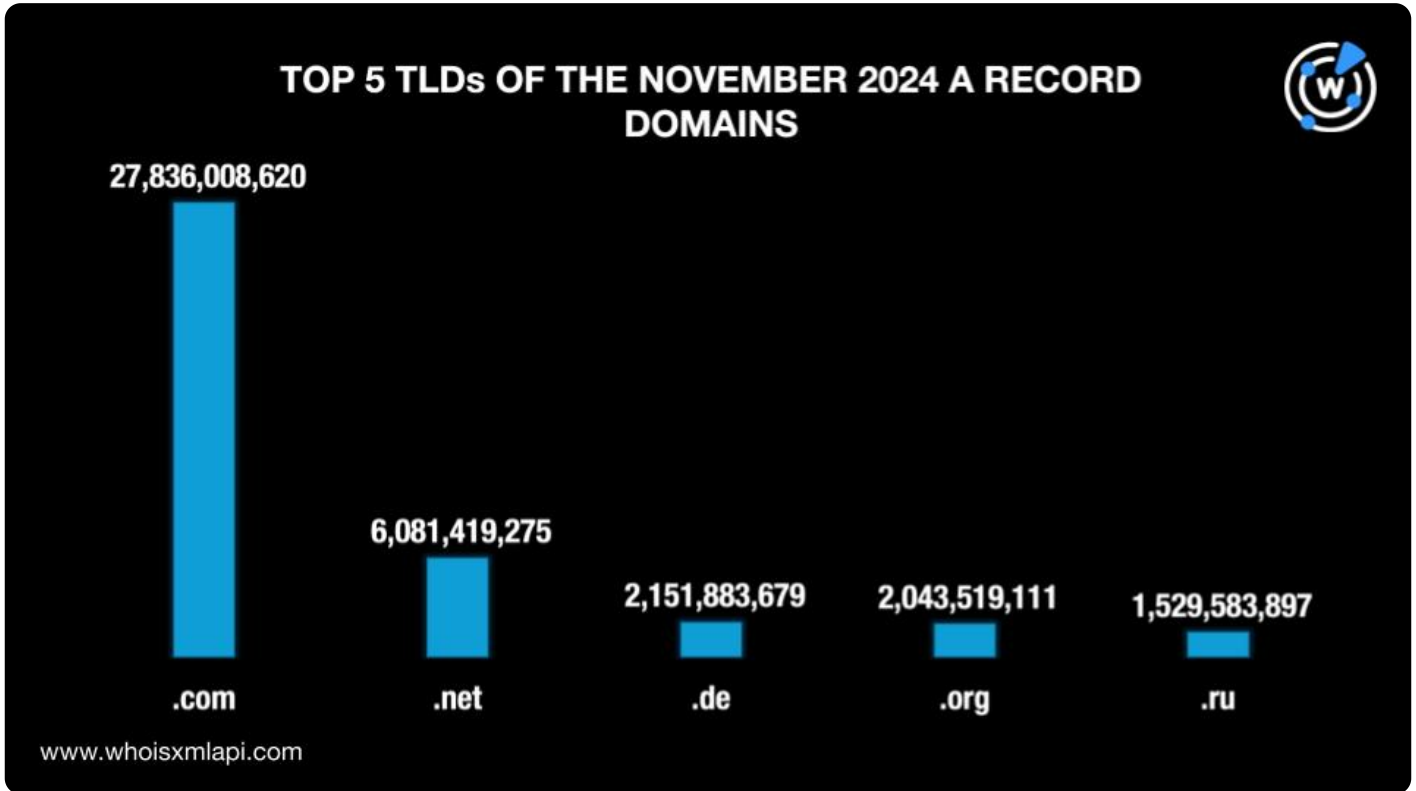 TOP 5 TLDs OF THE NOVEMBER 2024 A RECORD
DOMAINS
W
27,836,008,620
6,081,419,275
2,151,883,679
2,043,519,111
1,529,583,897
.com
.net
.de
.org
.ru
www.whoisxmlapi.com